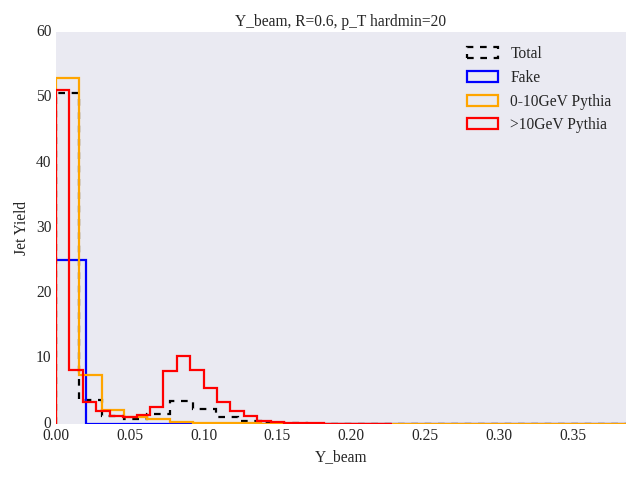 Y_beam, R=0.6, p_T hardmin=20
60
50
40
30
20
10
0
Jet Yield
Total
Fake
0-10GeV Pythia
>10GeV Pythia
0.00 0.05 0.10 0.15 0.20 0.25 0.30 0.35
Y_beam